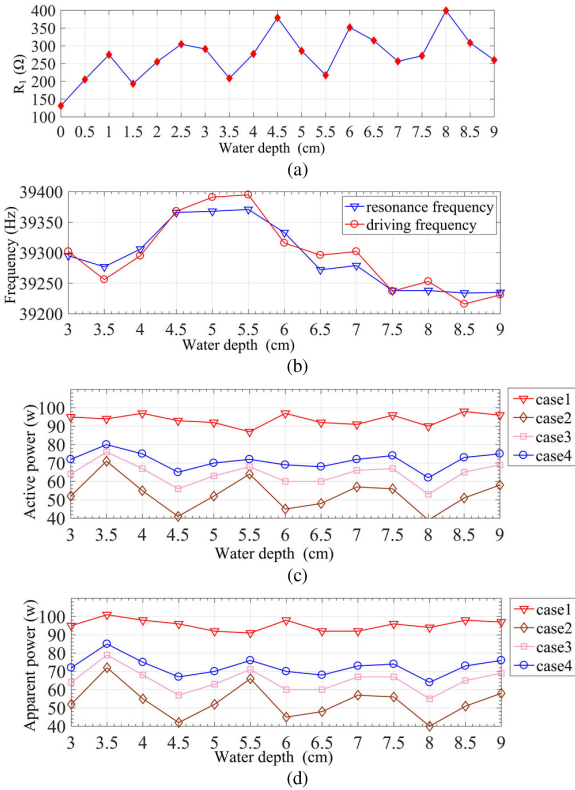 400
350
300
250
200
150
100
R1 (Ω)
0 0.5 1 1.5 2 2.5 3 3.5 4 4.5 5 5.5 6 6.5 7 7.5 8 8.5 9
Water depth (cm)
(a)
39400
39350
39300
39250
39200
Frequency (Hz)
resonance frequency
driving frequency
3 3.5 4 4.5 5 5.5 6 6.5 7 7.5 8 8.5 9
Water depth (cm)
(b)
100
90
80
70
60
50
40
Active power (w)
case1
case2
case3
case4
3 3.5 4 4.5 5 5.5 6 6.5 7 7.5 8 8.5 9
Water depth (cm)
(c)
100
90
80
70
60
50
40
Apparent power (w)
case1
case2
case3
case4
3 3.5 4 4.5 5 5.5 6 6.5 7 7.5 8 8.5 9
Water depth (cm)
(d)